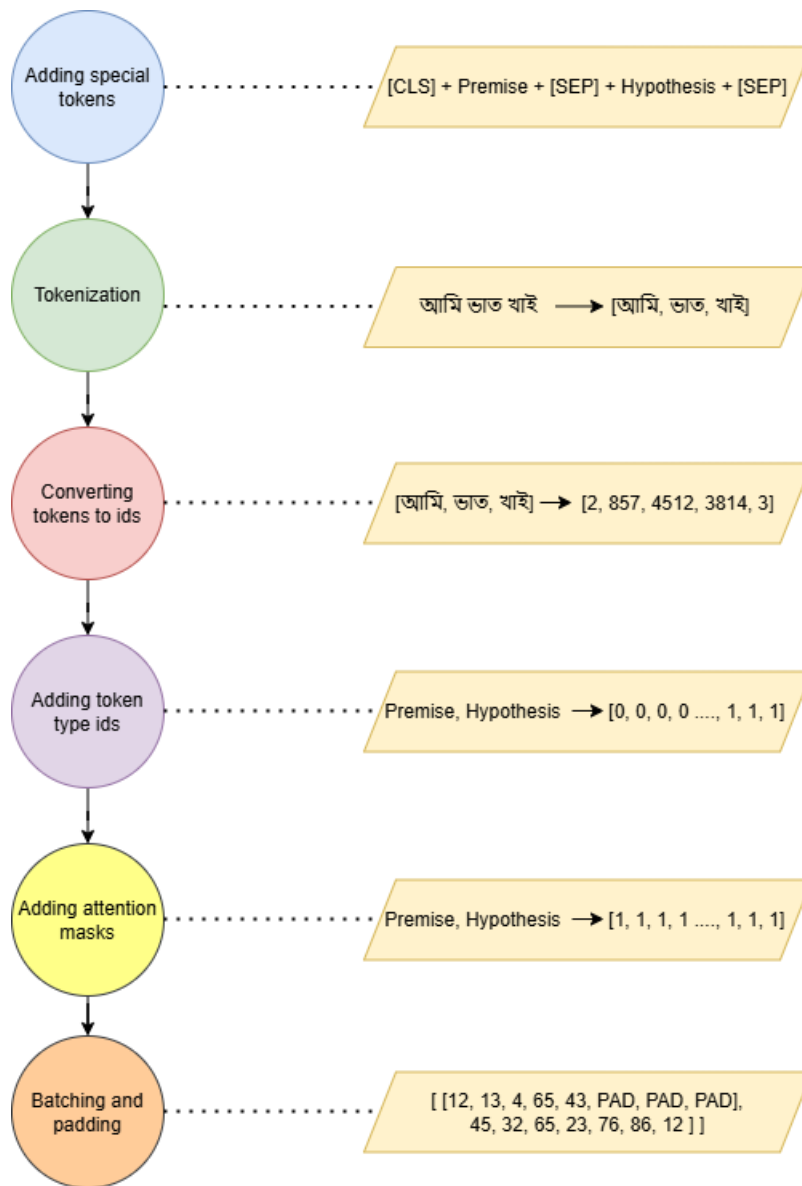 Adding special
tokens
[CLS] + Premise + [SEP] + Hypothesis + [SEP]
Tokenization
আমি ভাত খাই → [আমি, ভাত, খাই]
Converting
tokens to ids
[আমি, ভাত, খাই] → [2, 857, 4512, 3814, 3]
Adding token
type ids
Premise, Hypothesis → [0, 0, 0, 0 ...., 1, 1, 1]
Adding attention
masks
Premise, Hypothesis → [1, 1, 1, 1 ...., 1, 1, 1]
Batching and
padding
[ [12, 13, 4, 65, 43, PAD, PAD, PAD],
45, 32, 65, 23, 76, 86, 12 ] ]